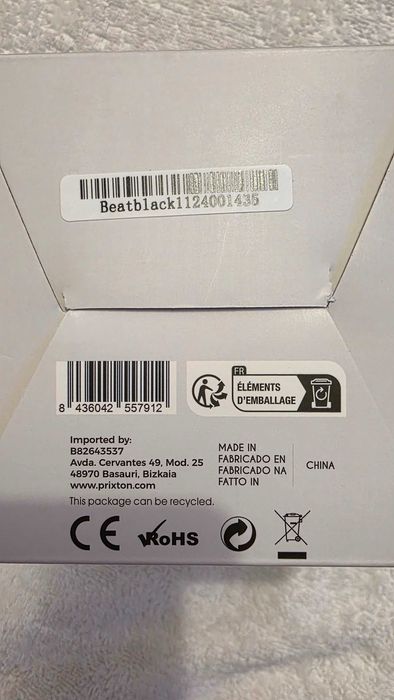 Beatblack1124001435
8 436042 557912
FR
ÉLÉMENTS
D'EMBALLAGE
Imported by:
B82643537
Avda. Cervantes 49, Mod. 25
48970 Basauri, Bizkaia
www.prixton.com
MADE IN
FABRICADO EN
FABRICADO NA
FATTO IN
CHINA
This package can be recycled.
CE
RoHS